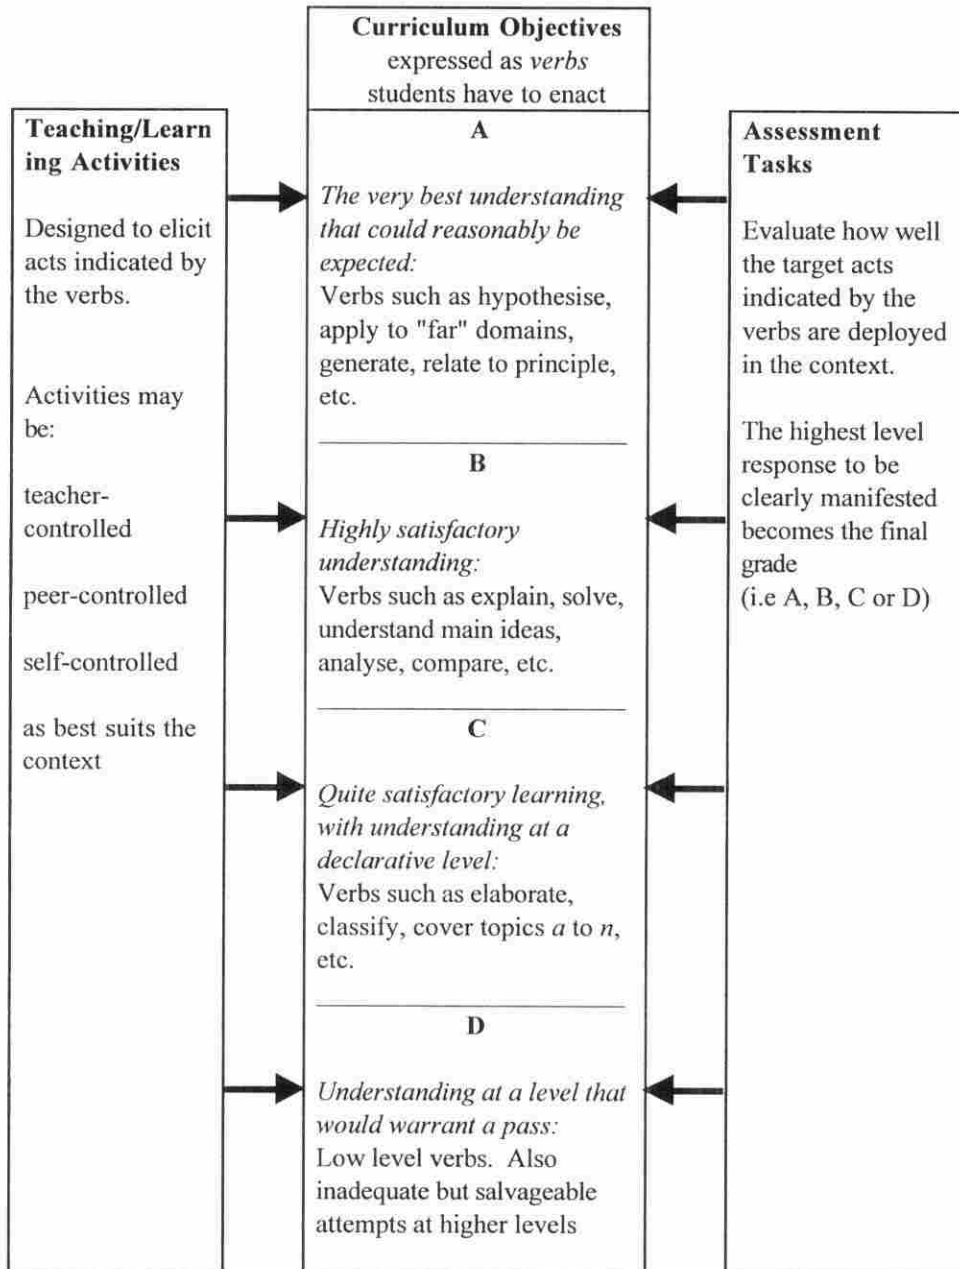 Curriculum Objectives
expressed as verbs
students have to enact
Teaching/Learn
ing Activities
Designed to elicit
acts indicated by
the verbs.
Activities may
be:
teacher-
controlled
peer-controlled
self-controlled
as best suits the
context
A
The very best understanding
that could reasonably be
expected:
Verbs such as hypothesise,
apply to "far" domains,
generate, relate to principle,
etc.
B
Highly satisfactory
understanding:
Verbs such as explain, solve,
understand main ideas,
analyse, compare, etc.
C
Quite satisfactory learning,
with understanding at a
declarative level:
Verbs such as elaborate,
classify, cover topics a to n,
etc.
D
Understanding at a level that
would warrant a pass:
Low level verbs. Also
inadequate but salvageable
attempts at higher levels
Assessment
Tasks
Evaluate how well
the target acts
indicated by the
verbs are deployed
in the context.
The highest level
response to be
clearly manifested
becomes the final
grade
(i.e A, B, C or D)